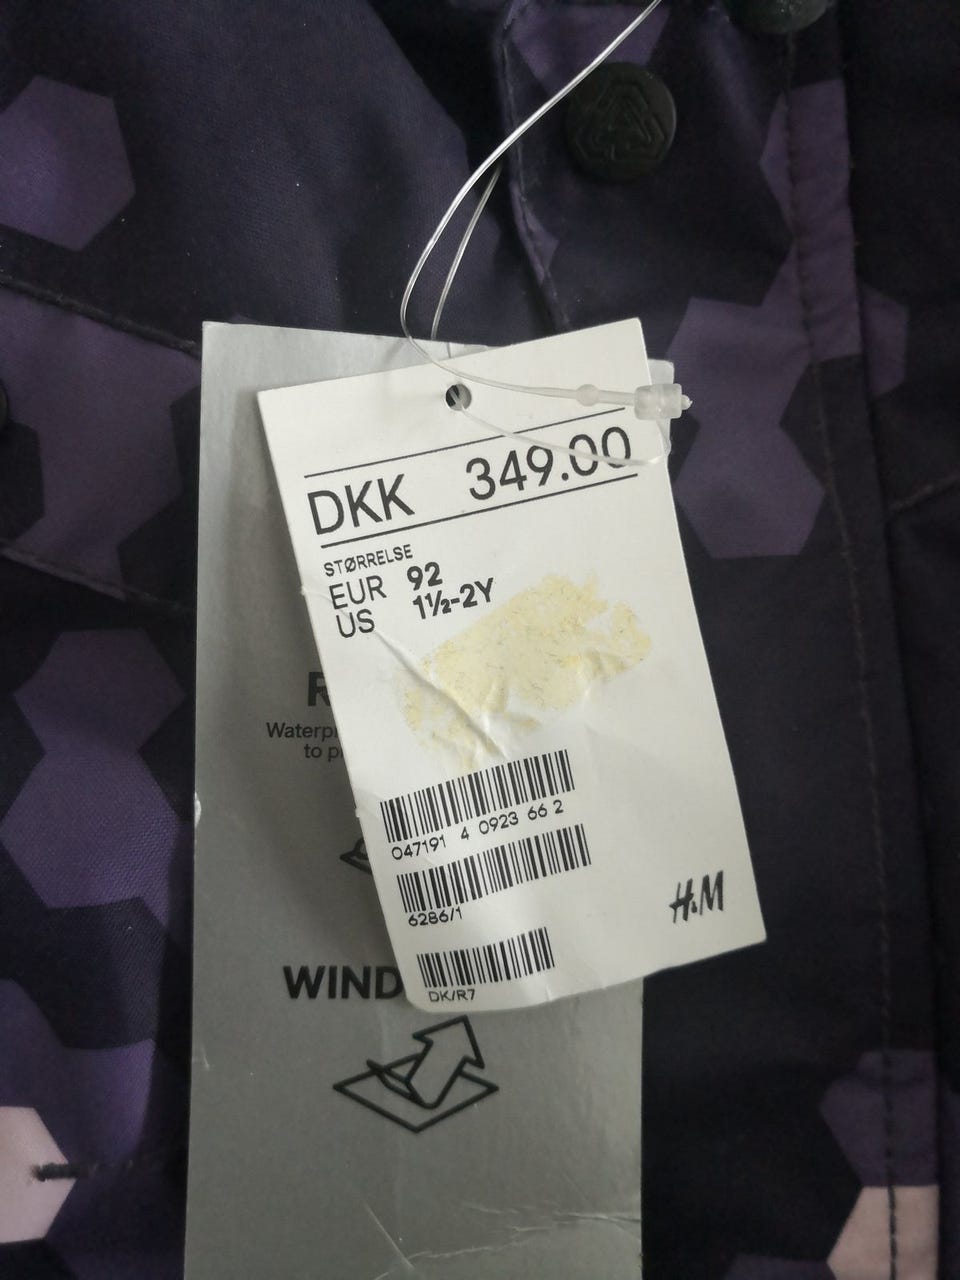 DKK 349.00
STØRRELSE
EUR 92
US 1½-2Y
Waterp
to p
047191 4 0923 66 2
6286/1
H&M
WIND
DK/R7